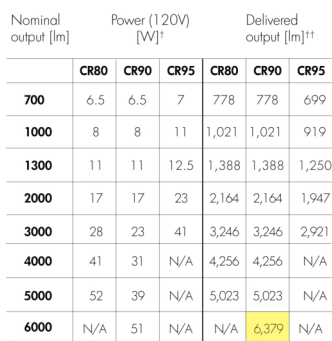 Nominal Power (120V) Delivered
output [lm] [W]† output [lm]††
CR80 CR90 CR95 CR80 CR90 CR95
700 6.5 6.5 7 778 778 699
1000 8 8 11 1,021 1,021 919
1300 11 11 12.5 1,388 1,388 1,250
2000 17 17 23 2,164 2,164 1,947
3000 28 23 41 3,246 3,246 2,921
4000 41 31 N/A 4,256 4,256 N/A
5000 52 39 N/A 5,023 5,023 N/A
6000 N/A 51 N/A N/A 6,379 N/A